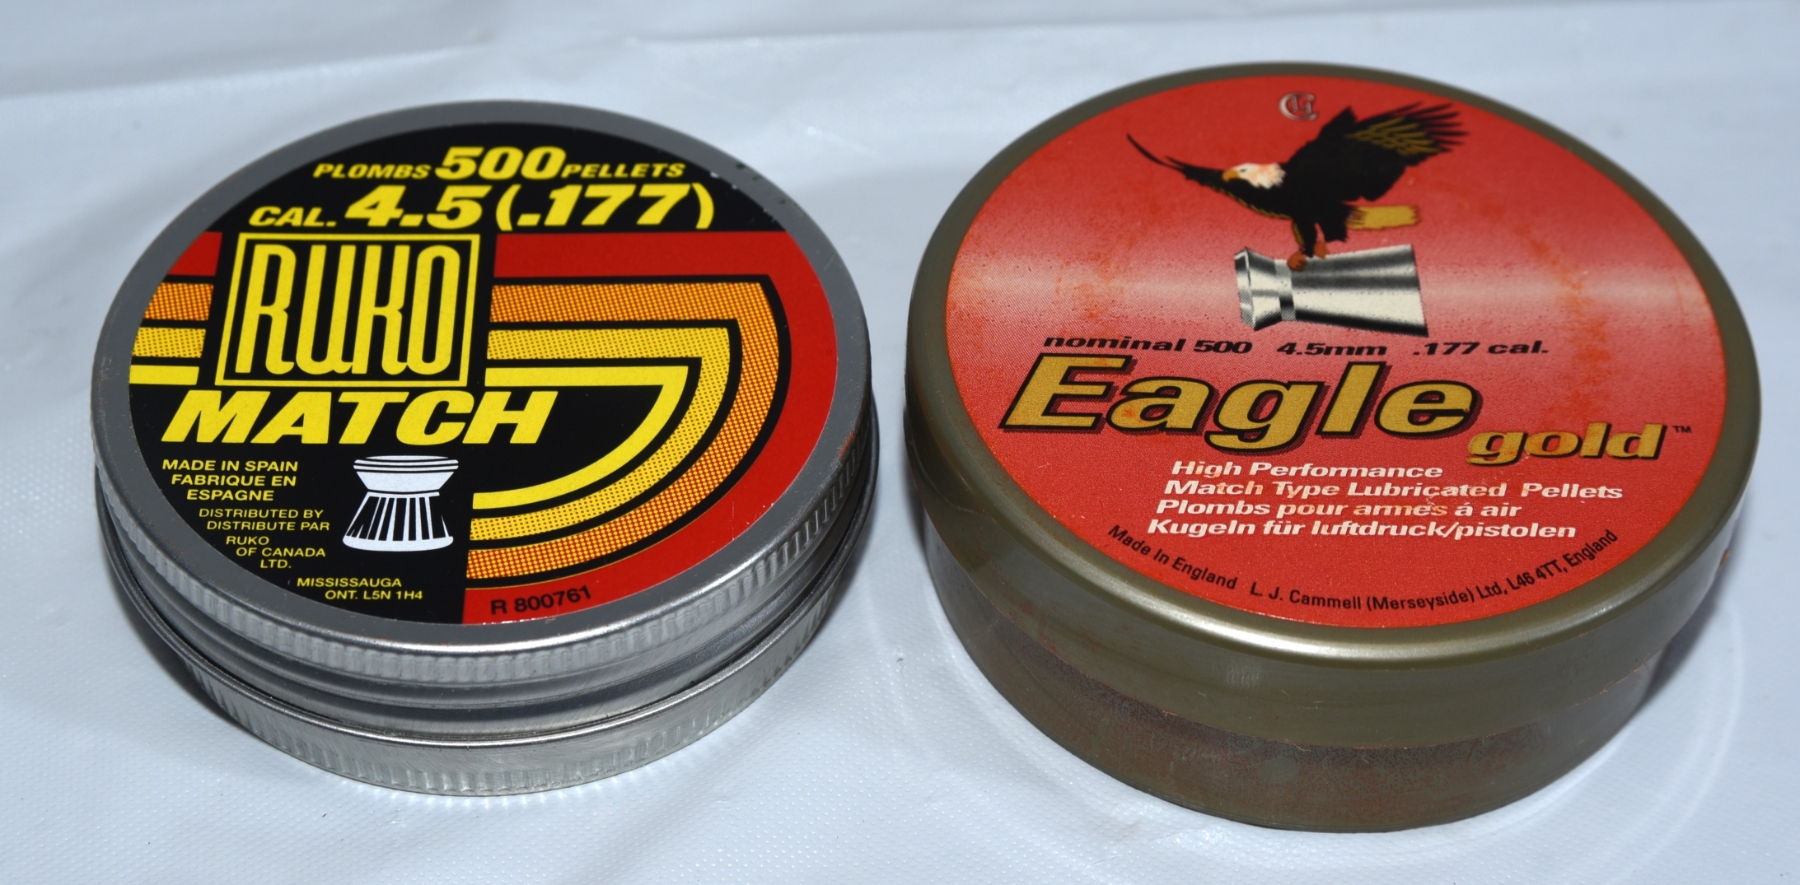 PLOMBS 500 PELLETS
CAL. 4.5 (.177)
RUKO
MATCH
MADE IN SPAIN
FABRIQUE EN
ESPAGNE
DISTRIBUTED BY
DISTRIBUTE PAR
RUKO
OF CANADA
LTD.
MISSISSAUGA
ONT. L5N 1H4
R 800761
nominal 500 4.5mm .177 cal.
Eagle
gold™
High Performance
Match Type Lubricated Pellets
Plombs pour armes á air
Kugeln für luftdruck/pistolen
Made In England L. J. Cammell (Merseyside) Ltd, L46 4TT, England